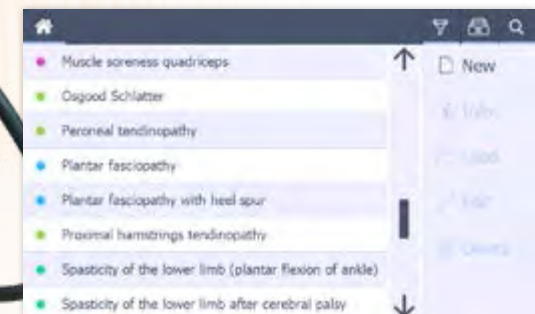 Muscle soreness quadriceps
New
Osgood Schlatter
Peroneal tendinopathy
Plantar fasciopathy
Plantar fasciopathy with heel spur
Proximal hamstrings tendinopathy
Spasticity of the lower limb (plantar flexion of ankle)
Spasticity of the lower limb after cerebral palsy